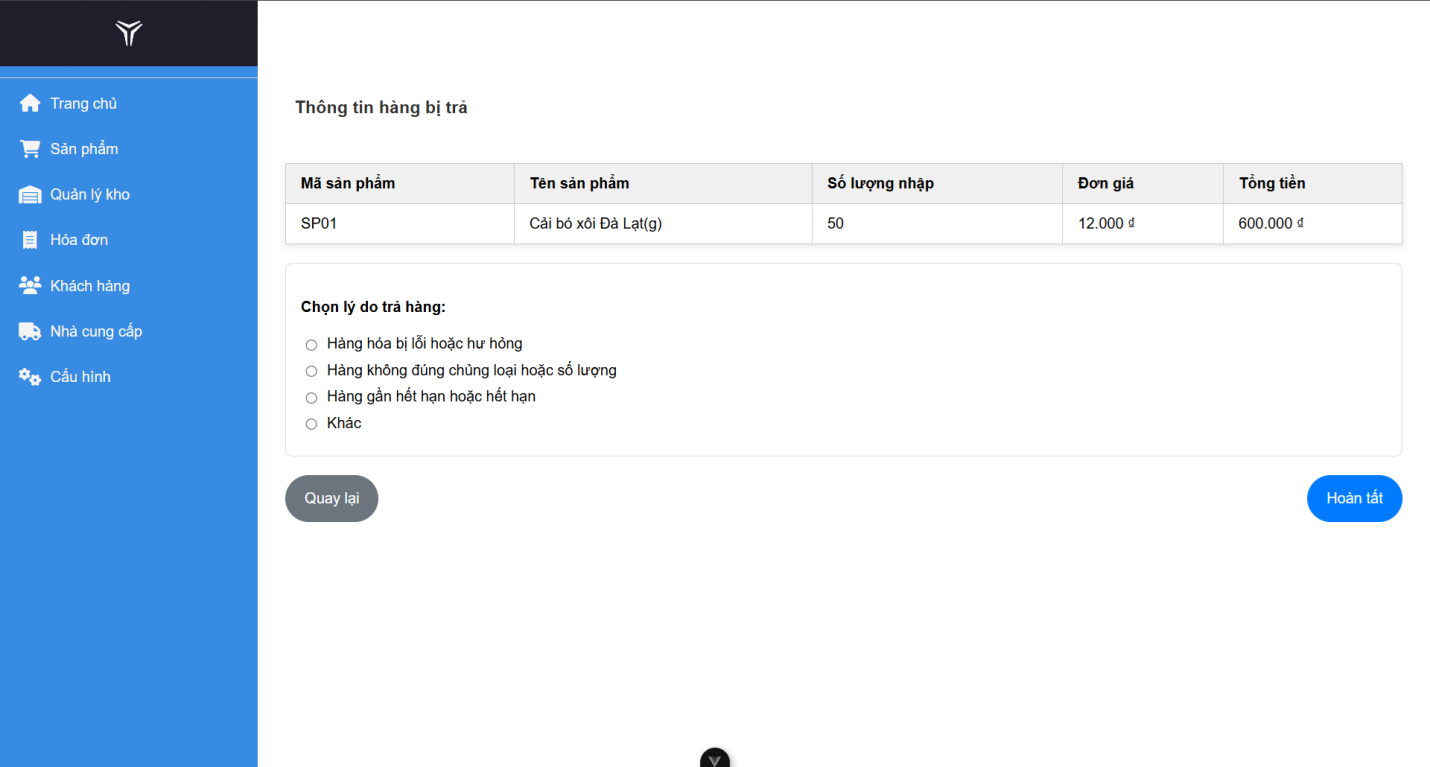 Trang chủ
Sản phẩm
Quản lý kho
Hóa đơn
Khách hàng
Nhà cung cấp
Cấu hình
Thông tin hàng bị trả
Mã sản phẩm Tên sản phẩm Số lượng nhập Đơn giá Tổng tiền
SP01 Cải bó xôi Đà Lạt(g) 50 12.000 ₫ 600.000 ₫
Chọn lý do trả hàng:
Hàng hóa bị lỗi hoặc hư hỏng
Hàng không đúng chủng loại hoặc số lượng
Hàng gần hết hạn hoặc hết hạn
Khác
Quay lại Hoàn tất